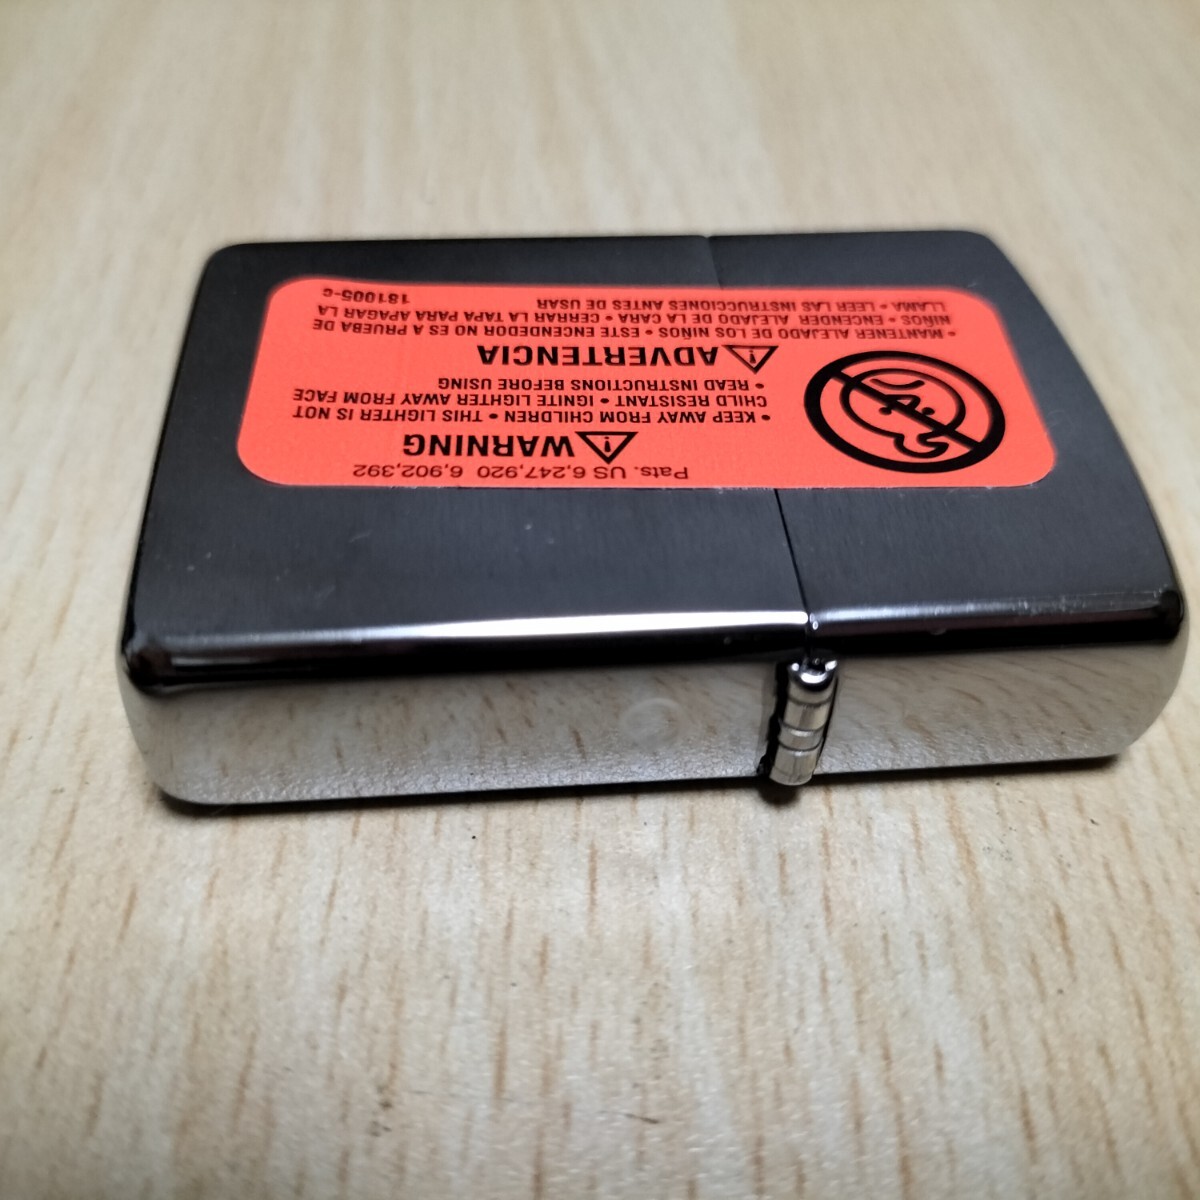 Pats. US 6,247,920 6,902,392
WARNING
• KEEP AWAY FROM CHILDREN • THIS LIGHTER IS NOT
CHILD RESISTANT • IGNITE LIGHTER AWAY FROM FACE
• READ INSTRUCTIONS BEFORE USING
ADVERTENCIA
• MANTENER ALEJADO DE LOS NIÑOS • ESTE ENCENDEDOR NO ES A PRUEBA DE
NIÑOS • ENCENDER ALEJADO DE LA CARA • CERRAR LA TAPA PARA APAGAR LA
LLAMA • LEER LAS INSTRUCCIONES ANTES DE USAR
181005-c